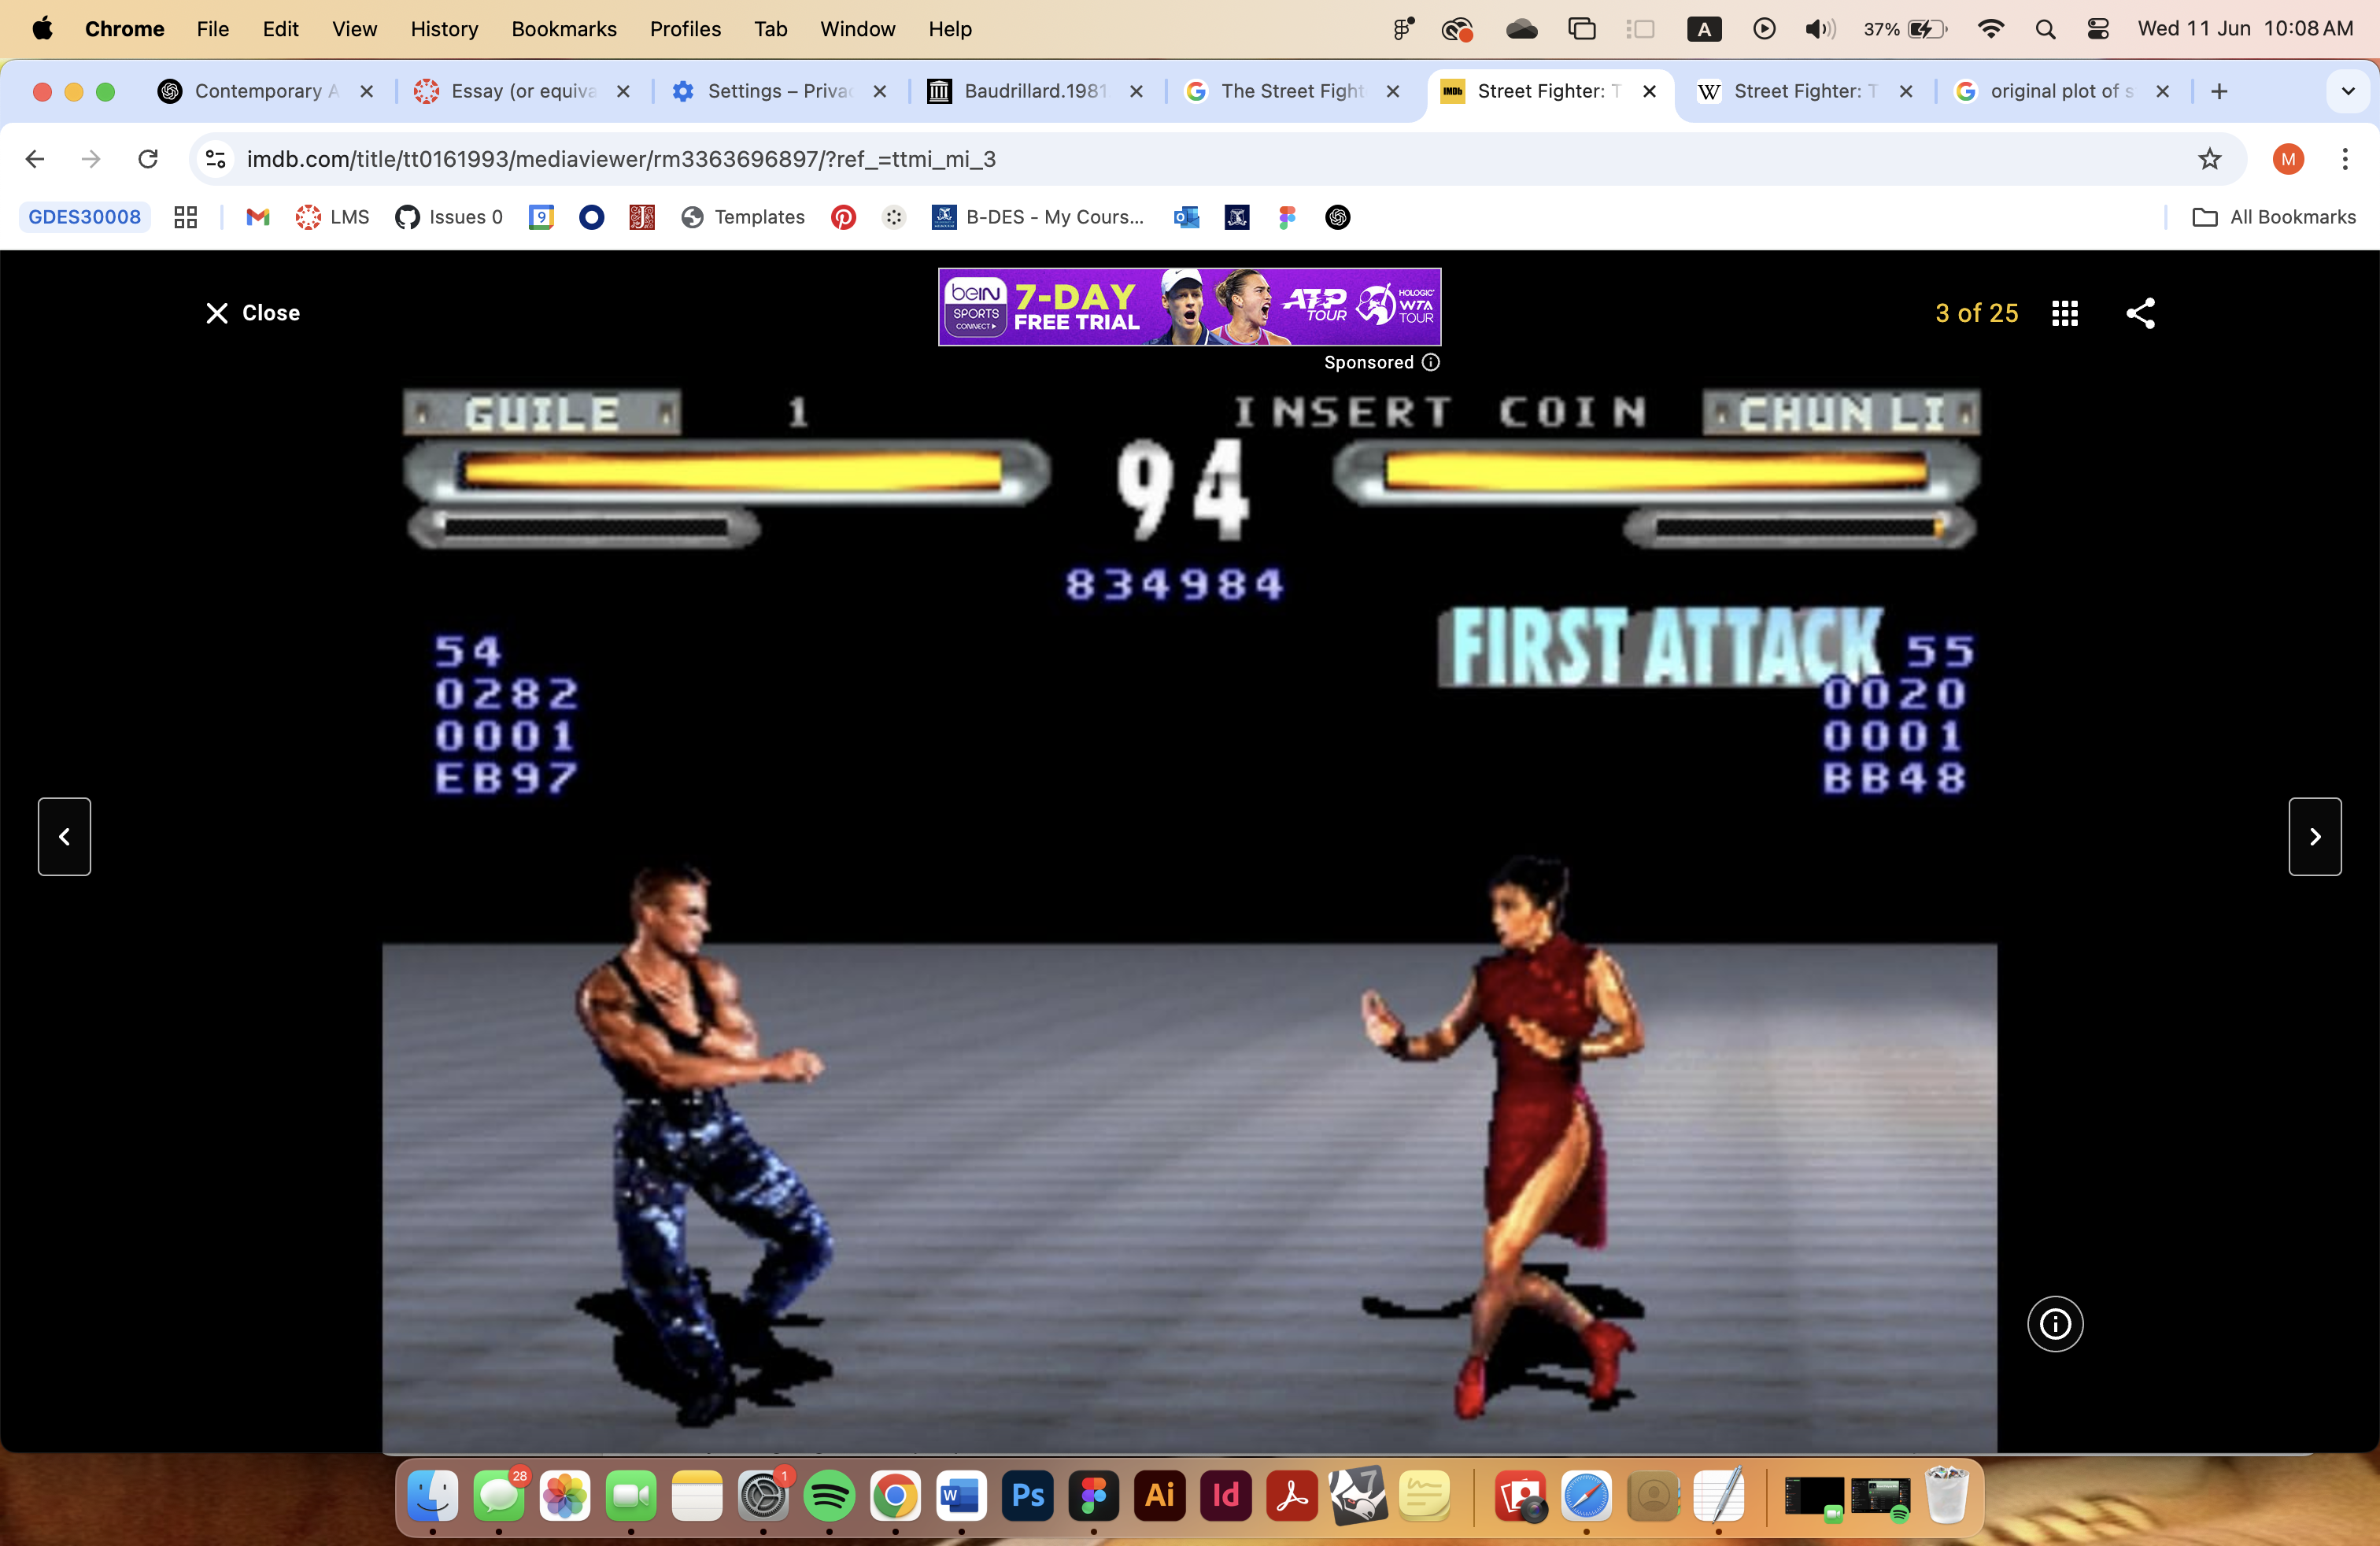 Chrome File Edit View History Bookmarks Profiles Tab Window Help A 37% Wed 11 Jun 10:08 AM
Contemporary A Essay (or equiva Settings – Privac Baudrillard.1981 The Street Fight IMDb Street Fighter: T W Street Fighter: T original plot of s
imdb.com/title/tt0161993/mediaviewer/rm3363696897/?ref_=ttmi_mi_3 M
GDES30008 LMS Issues 0 9 Templates B-DES - My Cours... All Bookmarks
Close
beIN SPORTS CONNECT
7-DAY
FREE TRIAL
ATP
TOUR
HOLOGIC
WTA
TOUR
3 of 25
Sponsored
GUILE 1 INSERT COIN CHUN LI
94
834984
FIRST ATTACK
54
0282
0001
EB97
55
0020
0001
BB48
28 1 W Ps Ai Id 7